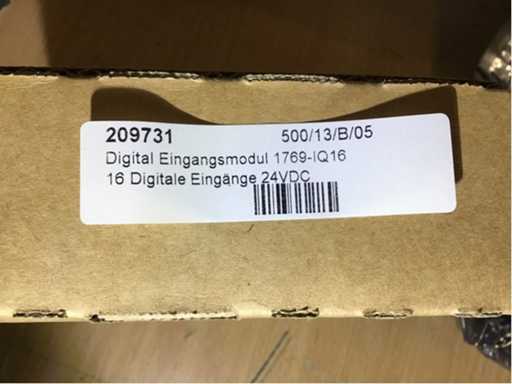 209731 500/13/B/05
Digital Eingangsmodul 1769-IQ16
16 Digitale Eingänge 24VDC